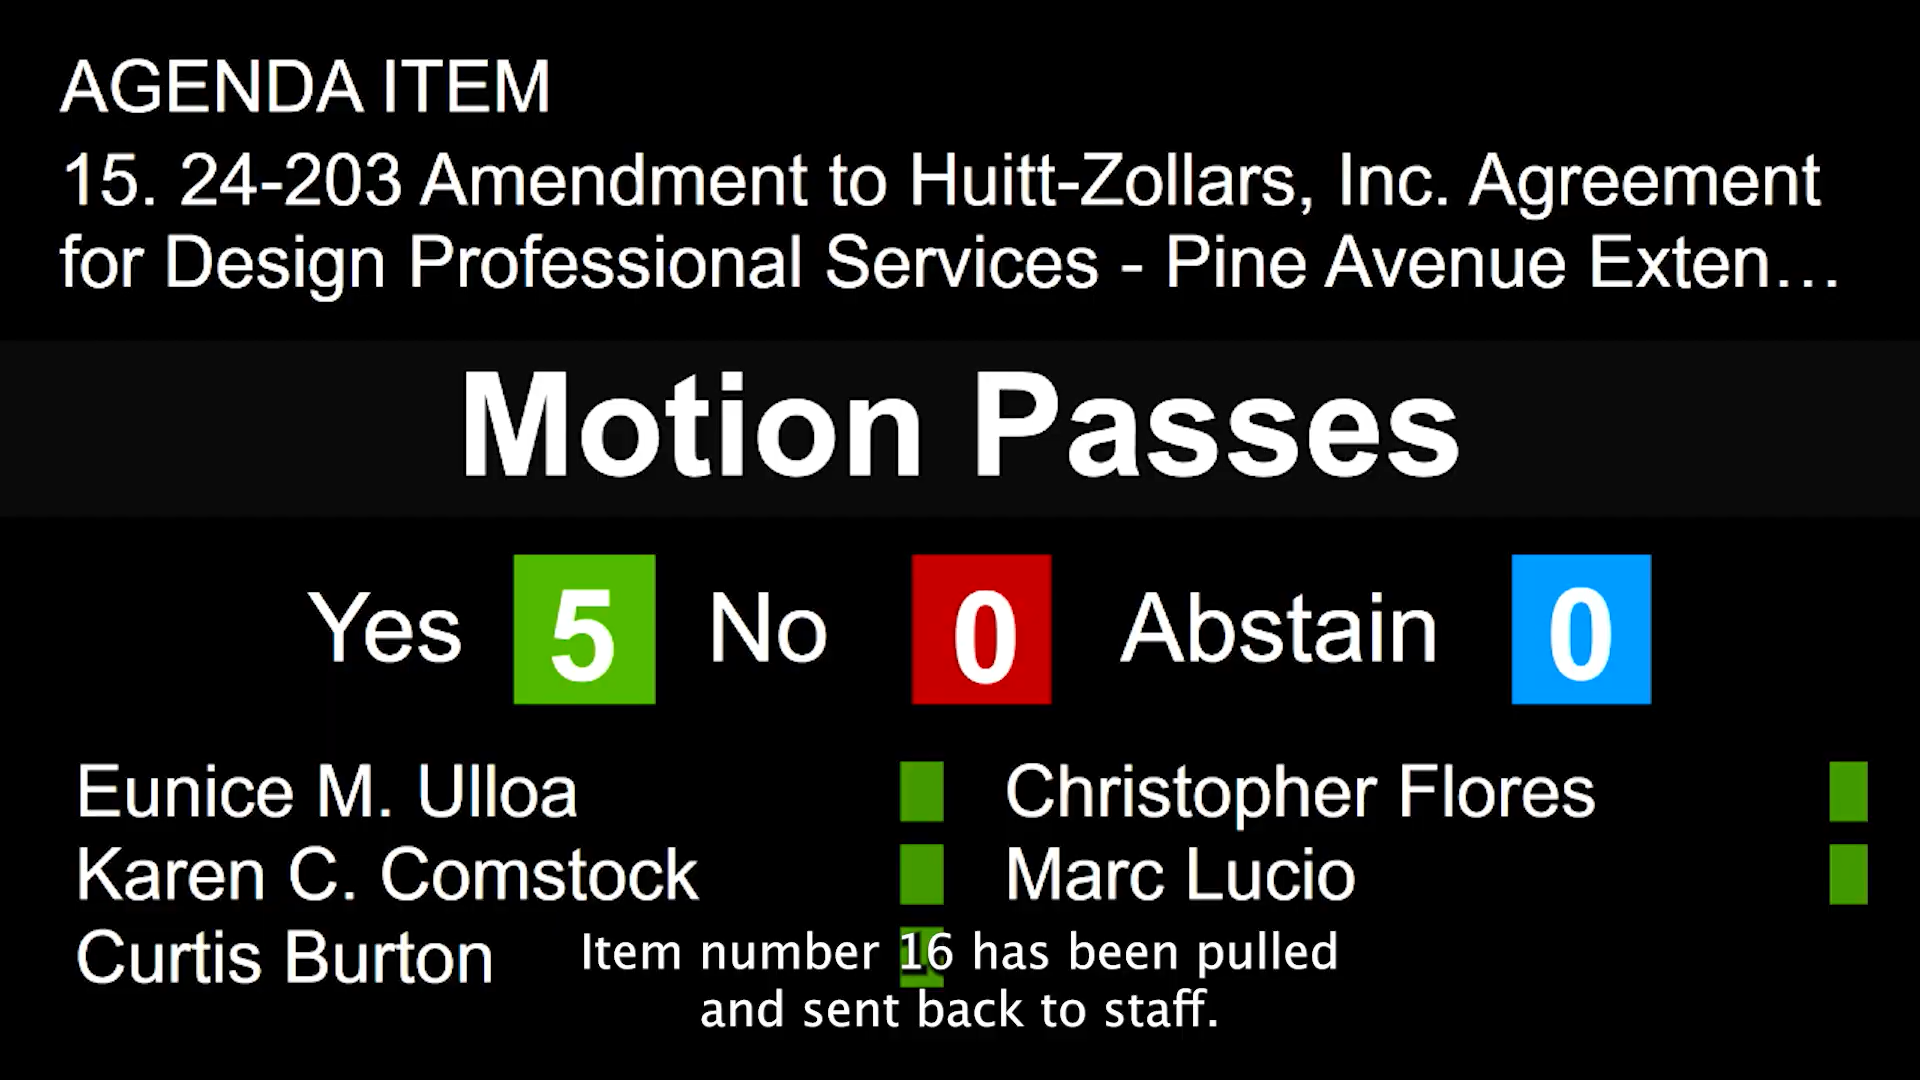 AGENDA ITEM
15. 24-203 Amendment to Huitt-Zollars, Inc. Agreement
for Design Professional Services - Pine Avenue Exten…
Motion Passes
Yes 5 No 0 Abstain 0
Eunice M. Ulloa
Christopher Flores
Karen C. Comstock
Marc Lucio
Curtis Burton
Item number 16 has been pulled
and sent back to staff.